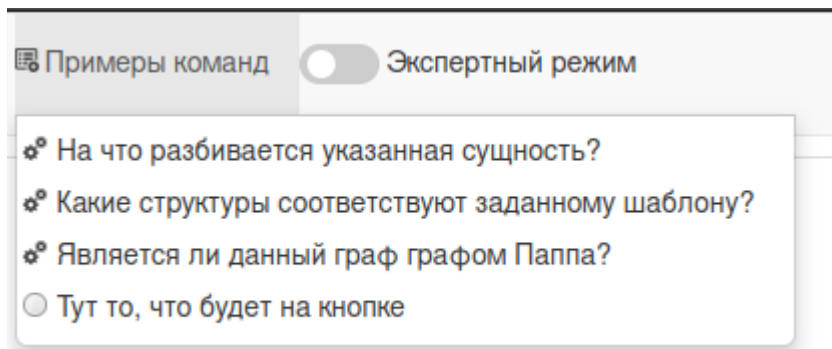 Примеры команд Экспертный режим
На что разбивается указанная сущность?
Какие структуры соответствуют заданному шаблону?
Является ли данный граф графом Паппа?
Тут то, что будет на кнопке